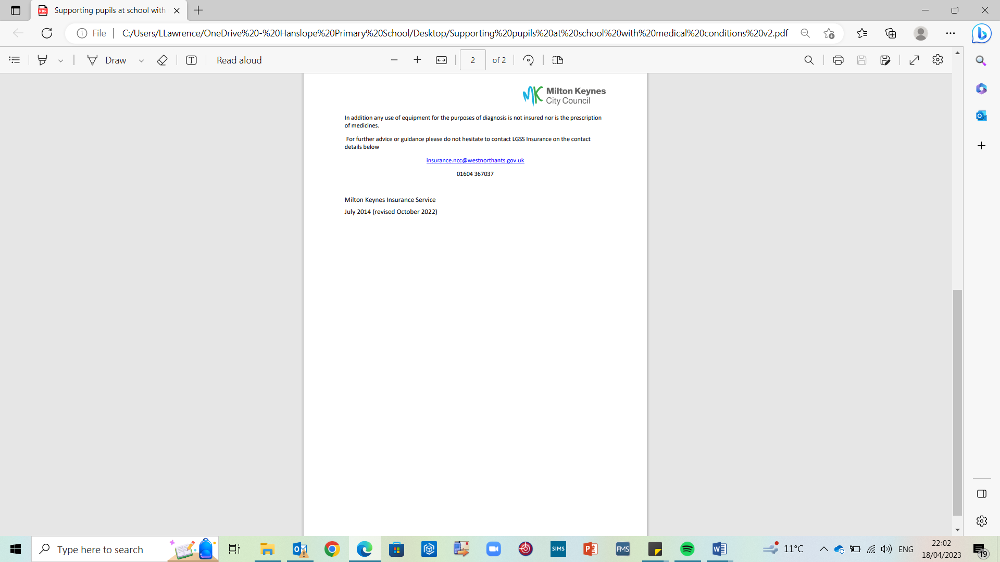 Supporting pupils at school with
File
C:/Users/LLawrence/OneDrive%20-%20Hanslope%20Primary%20School/Desktop/Supporting%20pupils%20at%20school%20with%20medical%20conditions%20v2.pdf
Draw
Read aloud
2 of 2
MK Milton Keynes
City Council
In addition any use of equipment for the purposes of diagnosis is not insured nor is the prescription
of medicines.
For further advice or guidance please do not hesitate to contact LGSS Insurance on the contact
details below
insurance.ncc@westnorthants.gov.uk
01604 367037
Milton Keynes Insurance Service
July 2014 (revised October 2022)
Type here to search
SIMS
FMS
11°C
ENG
22:02
18/04/2023
19